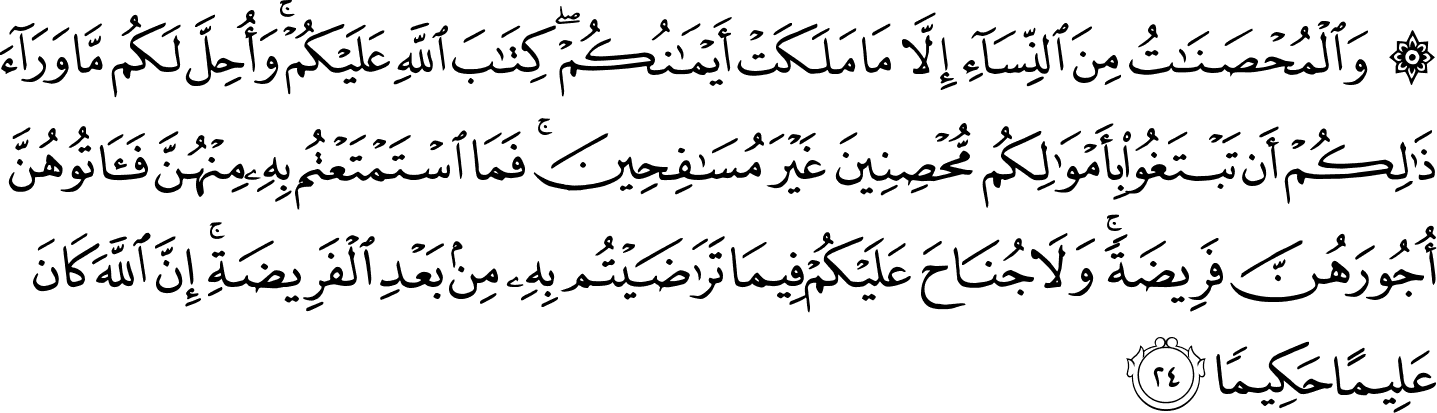 ۞ وَٱلْمُحْصَنَـٰتُ مِنَ ٱلنِّسَآءِ إِلَّا مَا مَلَكَتْ أَيْمَـٰنُكُمْ ۖ كِتَـٰبَ ٱللَّهِ عَلَيْكُمْ ۚ وَأُحِلَّ لَكُم مَّا وَرَآءَ
ذَٰلِكُمْ أَن تَبْتَغُوا۟ بِأَمْوَٰلِكُم مُّحْصِنِينَ غَيْرَ مُسَـٰفِحِينَ ۚ فَمَا ٱسْتَمْتَعْتُم بِهِۦ مِنْهُنَّ فَـَٔاتُوهُنَّ
أُجُورَهُنَّ فَرِيضَةً ۚ وَلَا جُنَاحَ عَلَيْكُمْ فِيمَا تَرَٰضَيْتُم بِهِۦ مِنۢ بَعْدِ ٱلْفَرِيضَةِ ۚ إِنَّ ٱللَّهَ كَانَ
عَلِيمًا حَكِيمًا ٢٤